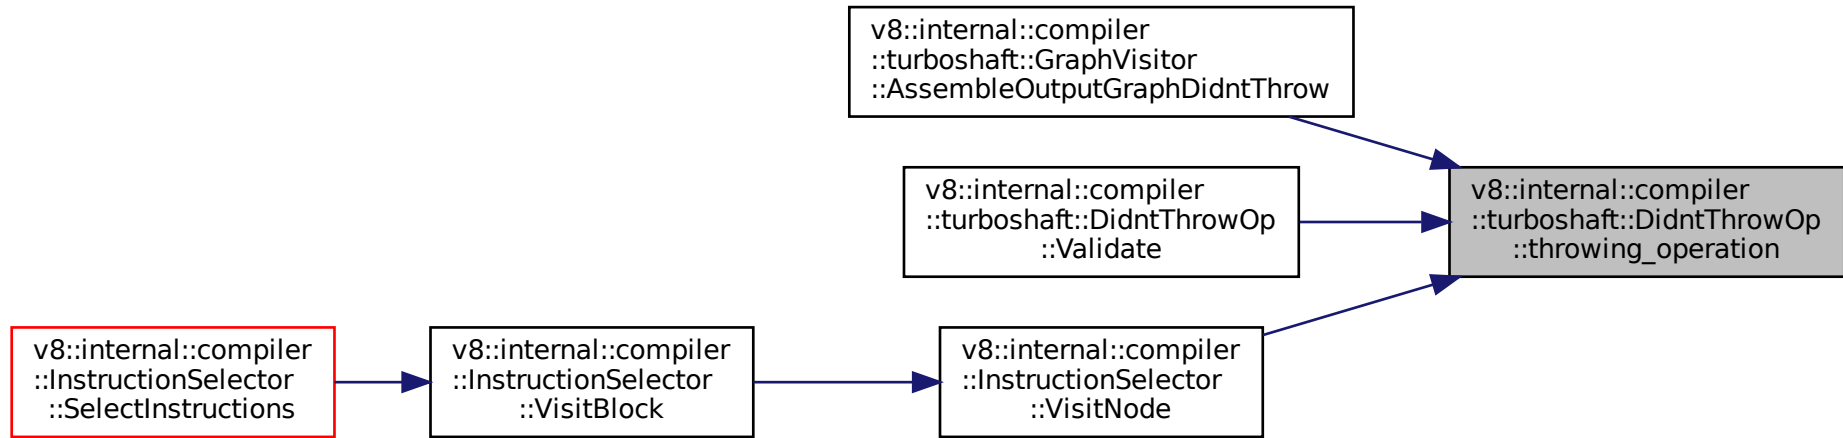 v8::internal::compiler
::turboshaft::GraphVisitor
::AssembleOutputGraphDidntThrow
v8::internal::compiler
::turboshaft::DidntThrowOp
::Validate
v8::internal::compiler
::turboshaft::DidntThrowOp
::throwing_operation
v8::internal::compiler
::InstructionSelector
::SelectInstructions
v8::internal::compiler
::InstructionSelector
::VisitBlock
v8::internal::compiler
::InstructionSelector
::VisitNode